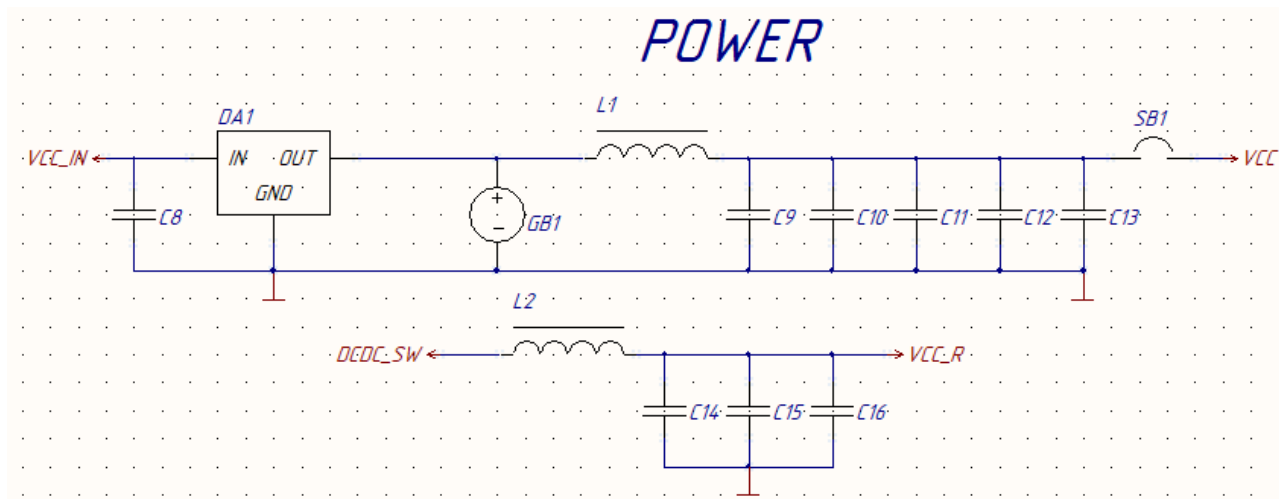 POWER
L1
DA1
SB1
VCC_IN
IN OUT
VCC
GND
C8
GB1
+
−
C9
C10
C11
C12
C13
L2
DCDC_SW
VCC_R
C14
C15
C16